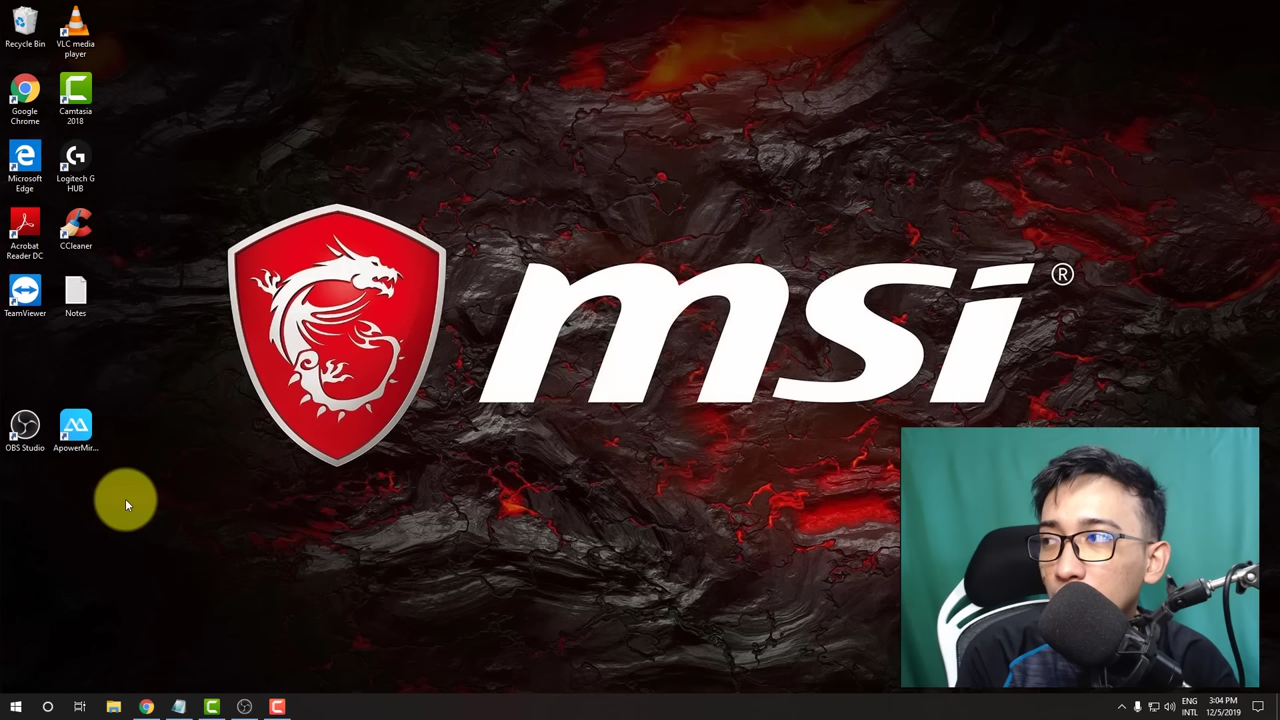 Recycle Bin
VLC media
player
Google
Chrome
Camtasia
2018
Microsoft
Edge
Logitech G
HUB
Acrobat
Reader DC
CCleaner
TeamViewer
Notes
OBS Studio
ApowerMir...
msi®
ENG
INTL
3:04 PM
12/5/2019